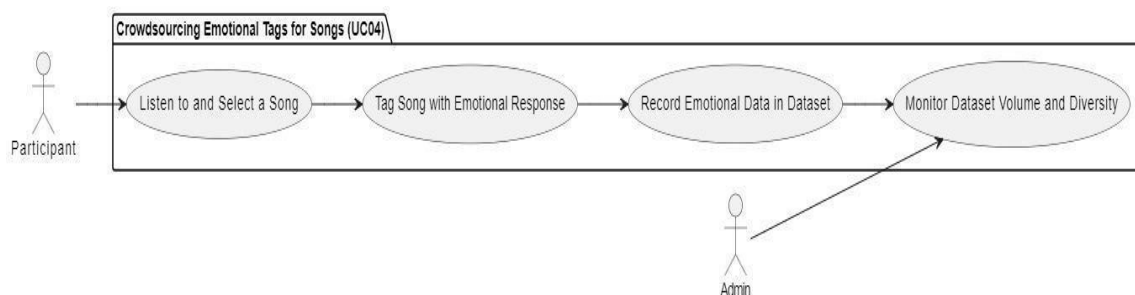 Crowdsourcing Emotional Tags for Songs (UC04)
Listen to and Select a Song
Tag Song with Emotional Response
Record Emotional Data in Dataset
Monitor Dataset Volume and Diversity
Participant
Admin